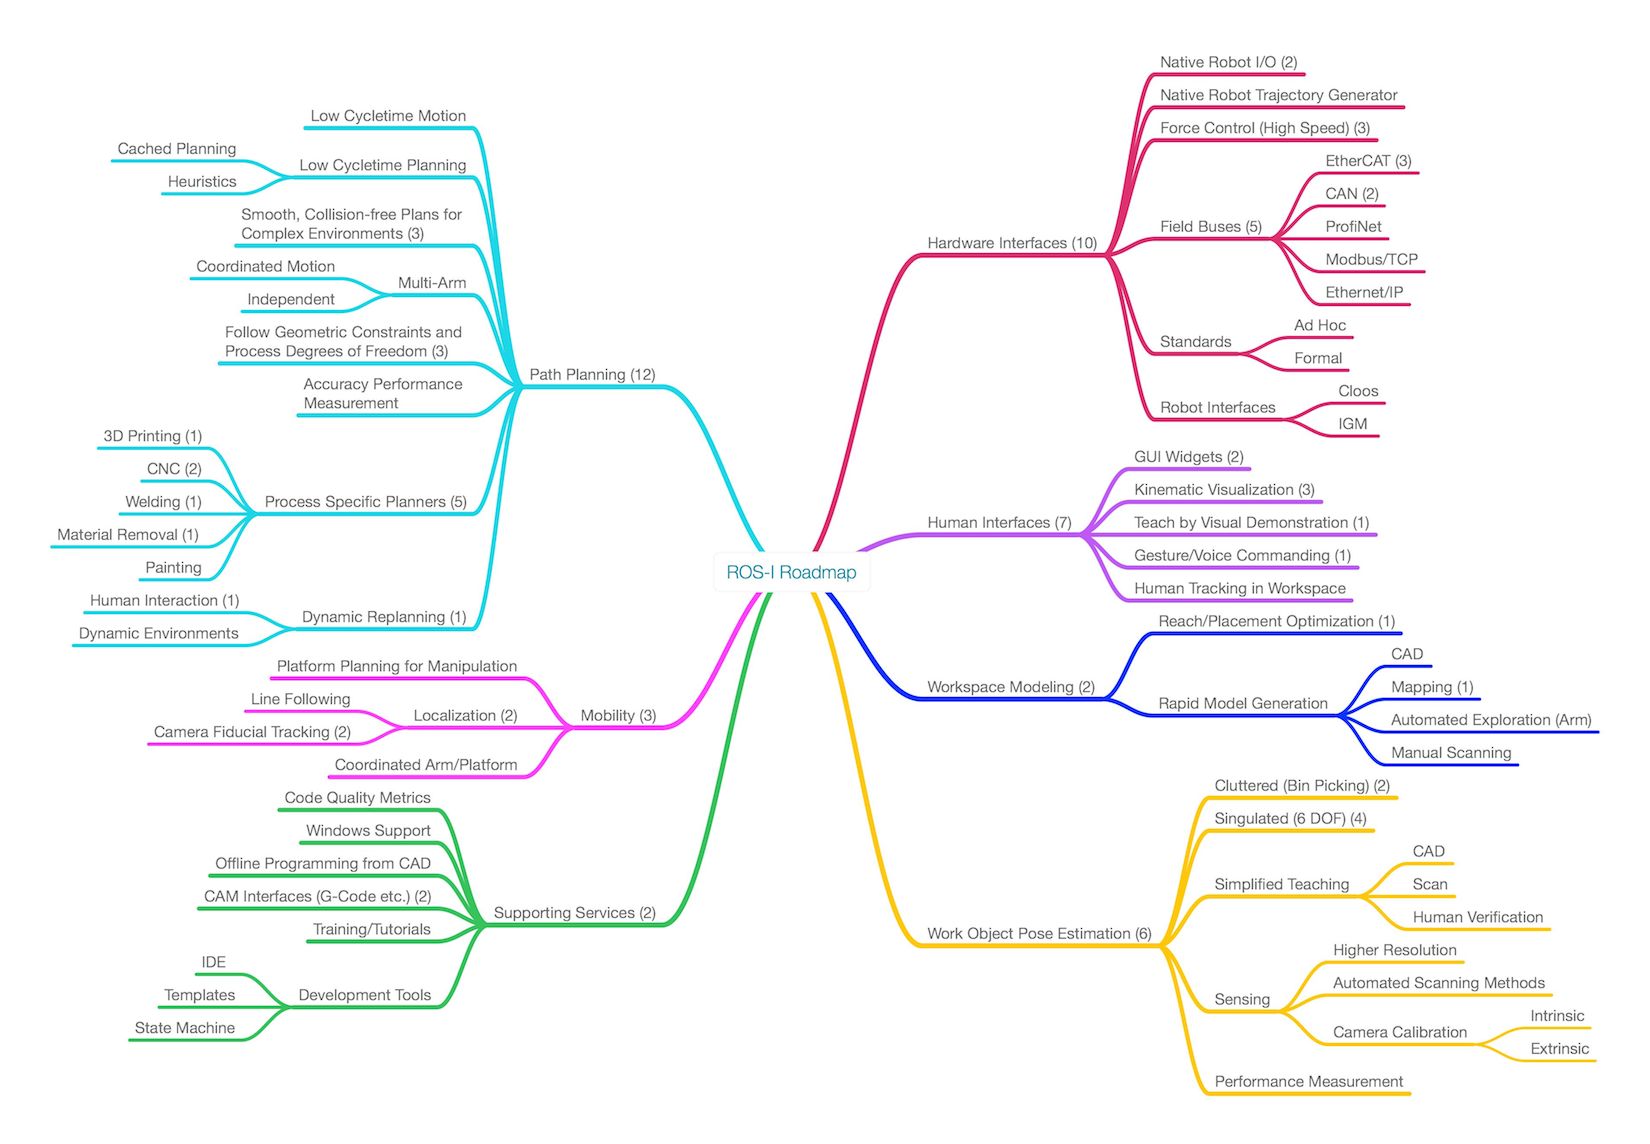 ROS-I Roadmap
Path Planning (12)
Low Cycletime Motion
Low Cycletime Planning
Cached Planning
Heuristics
Smooth, Collision-free Plans for
Complex Environments (3)
Multi-Arm
Coordinated Motion
Independent
Follow Geometric Constraints and
Process Degrees of Freedom (3)
Accuracy Performance
Measurement
Process Specific Planners (5)
3D Printing (1)
CNC (2)
Welding (1)
Material Removal (1)
Painting
Dynamic Replanning (1)
Human Interaction (1)
Dynamic Environments
Mobility (3)
Platform Planning for Manipulation
Localization (2)
Line Following
Camera Fiducial Tracking (2)
Coordinated Arm/Platform
Supporting Services (2)
Code Quality Metrics
Windows Support
Offline Programming from CAD
CAM Interfaces (G-Code etc.) (2)
Training/Tutorials
Development Tools
IDE
Templates
State Machine
Hardware Interfaces (10)
Native Robot I/O (2)
Native Robot Trajectory Generator
Force Control (High Speed) (3)
Field Buses (5)
EtherCAT (3)
CAN (2)
ProfiNet
Modbus/TCP
Ethernet/IP
Standards
Ad Hoc
Formal
Robot Interfaces
Cloos
IGM
Human Interfaces (7)
GUI Widgets (2)
Kinematic Visualization (3)
Teach by Visual Demonstration (1)
Gesture/Voice Commanding (1)
Human Tracking in Workspace
Workspace Modeling (2)
Reach/Placement Optimization (1)
Rapid Model Generation
CAD
Mapping (1)
Automated Exploration (Arm)
Manual Scanning
Work Object Pose Estimation (6)
Cluttered (Bin Picking) (2)
Singulated (6 DOF) (4)
Simplified Teaching
CAD
Scan
Human Verification
Sensing
Higher Resolution
Automated Scanning Methods
Camera Calibration
Intrinsic
Extrinsic
Performance Measurement